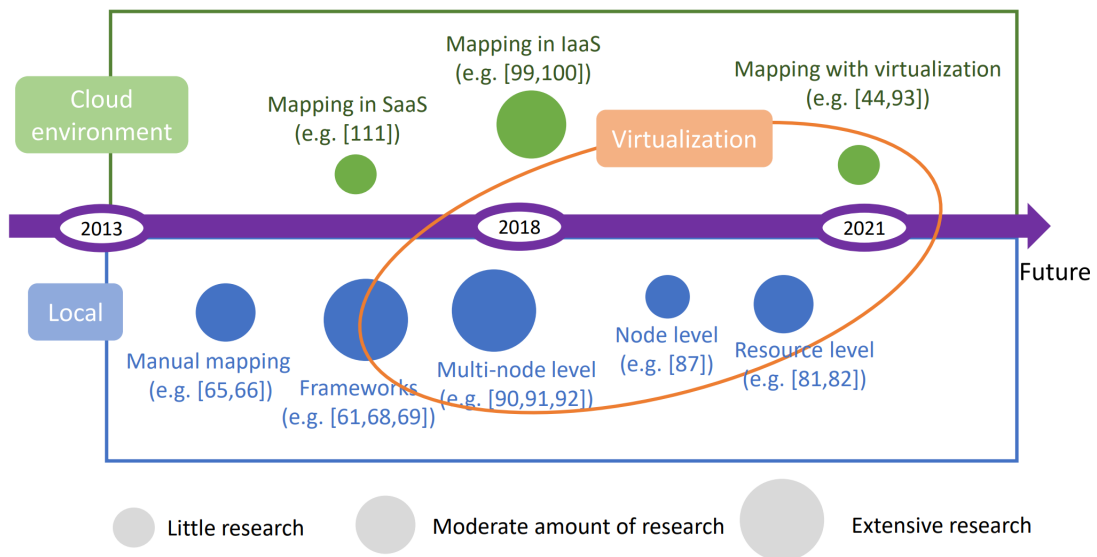 Mapping in IaaS
(e.g. [99,100])
Mapping with virtualization
(e.g. [44,93])
Cloud
environment
Mapping in SaaS
(e.g. [111])
Virtualization
2013
2018
2021
Future
Local
Manual mapping
(e.g. [65,66])
Frameworks
(e.g. [61,68,69])
Multi-node level
(e.g. [90,91,92])
Node level
(e.g. [87])
Resource level
(e.g. [81,82])
Little research
Moderate amount of research
Extensive research